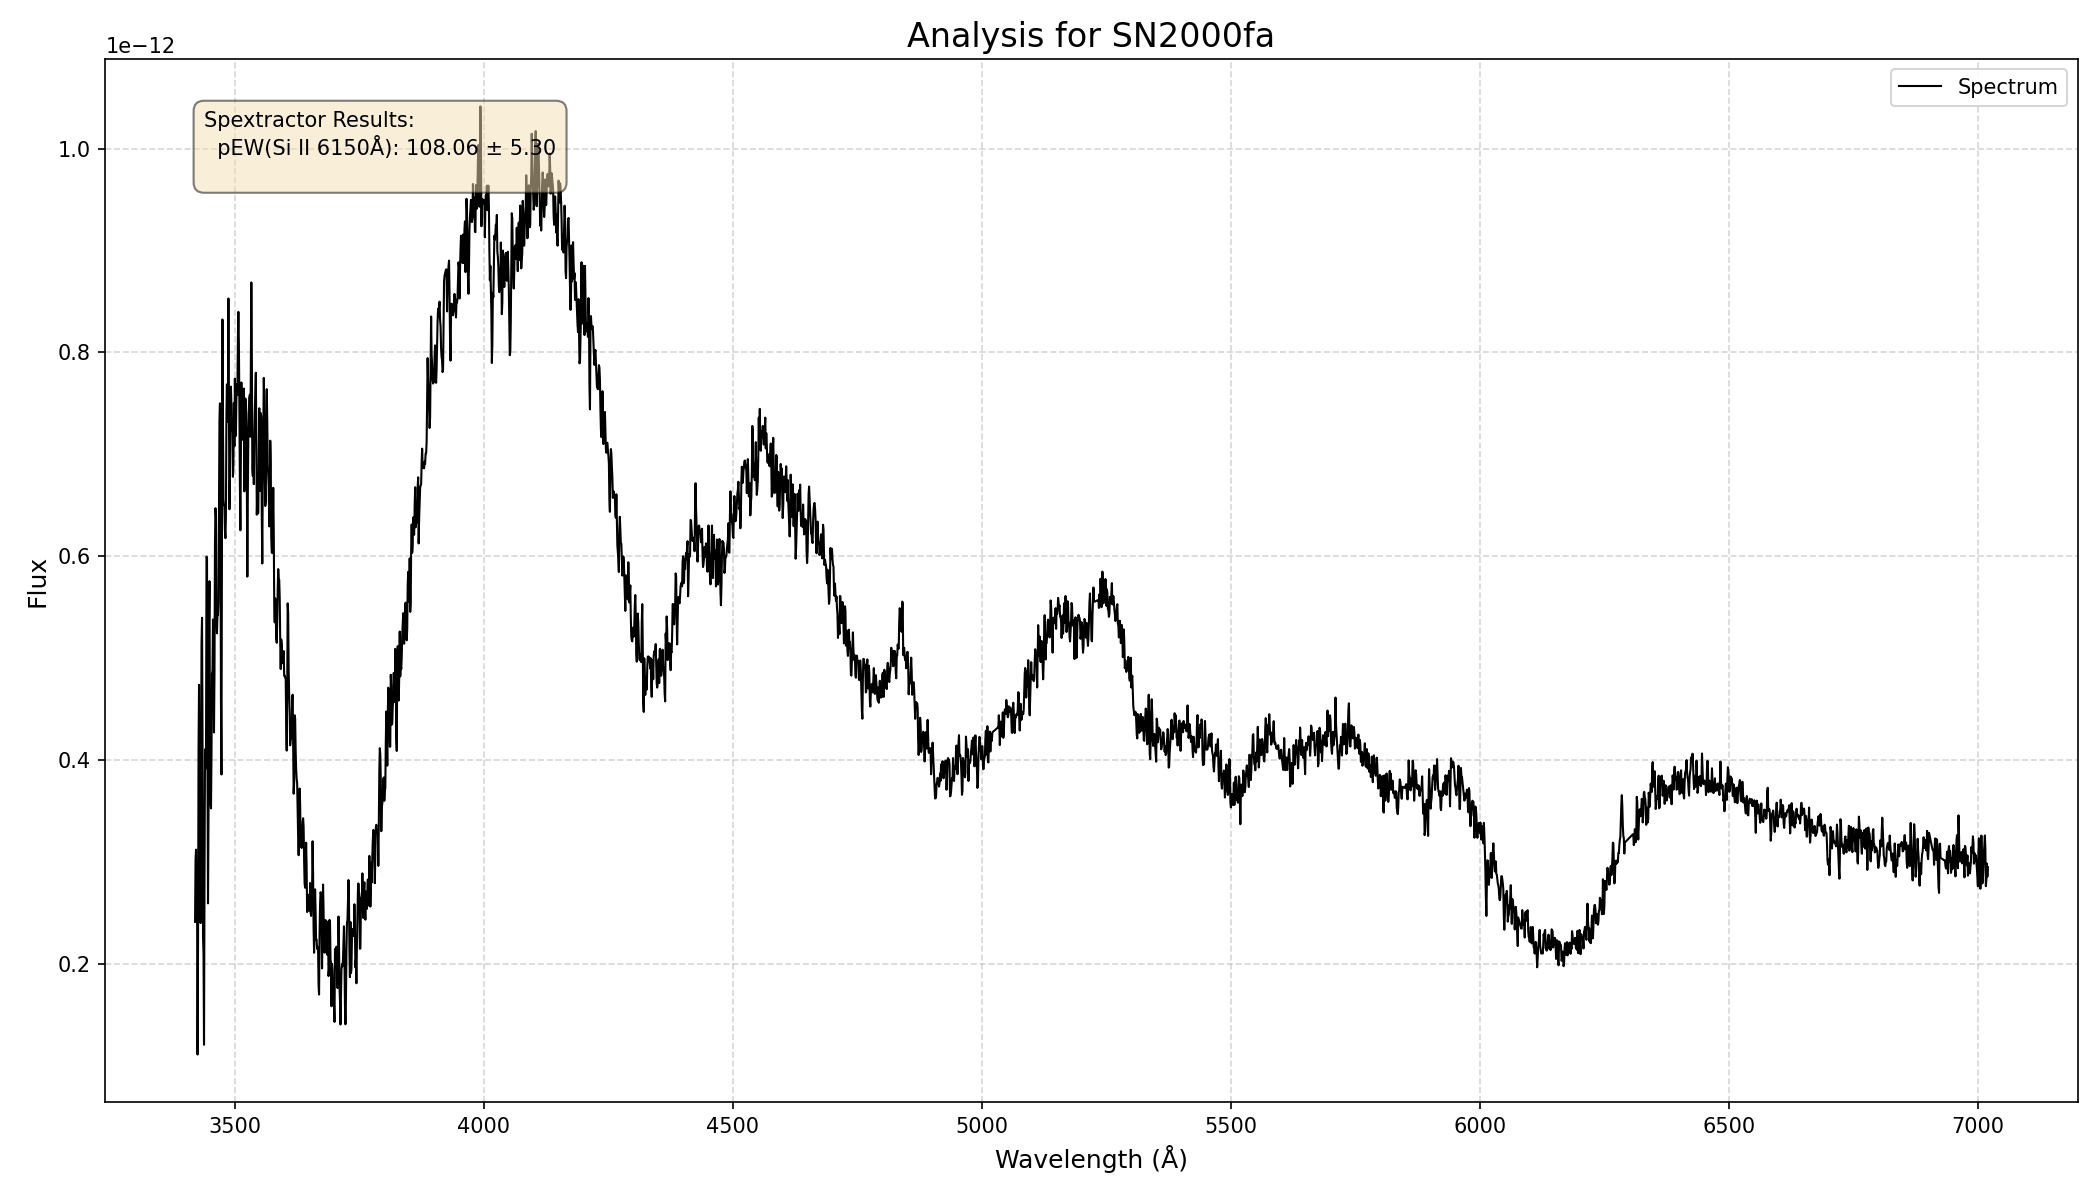 Analysis for SN2000fa
1e−12
Spectrum
Spextractor Results:
pEW(Si II 6150Å): 108.06 ± 5.30
1.0
0.8
0.6
0.4
0.2
Flux
3500 4000 4500 5000 5500 6000 6500 7000
Wavelength (Å)